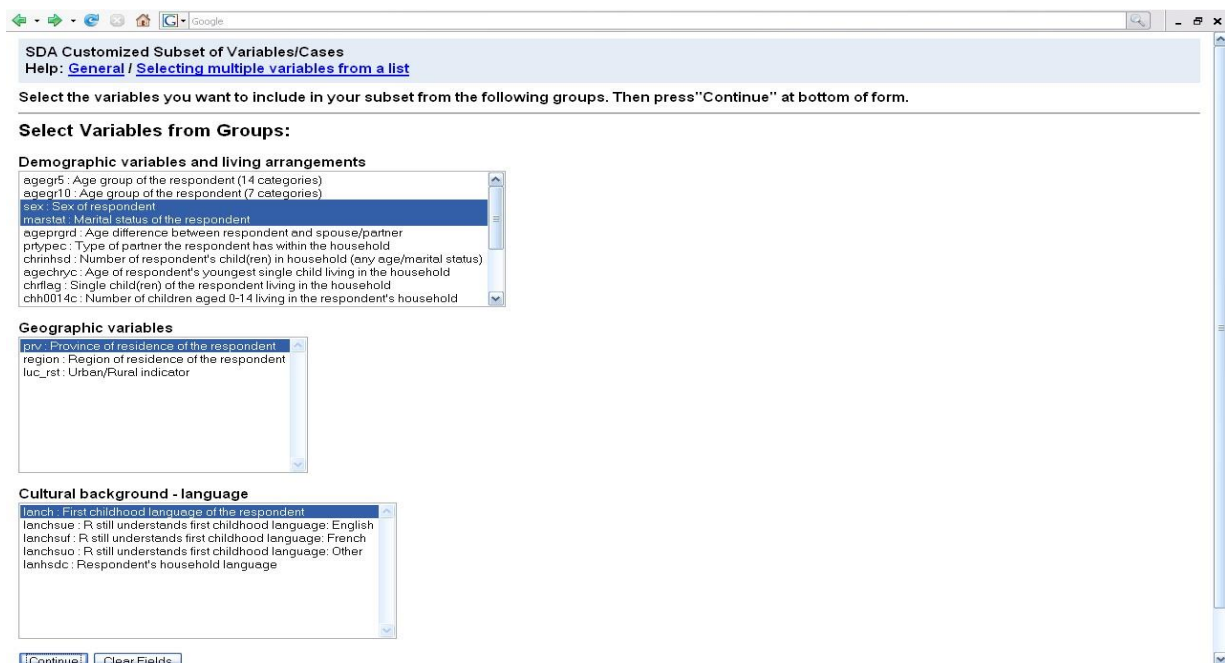 Google
SDA Customized Subset of Variables/Cases
Help: General / Selecting multiple variables from a list
Select the variables you want to include in your subset from the following groups. Then press"Continue" at bottom of form.
Select Variables from Groups:
Demographic variables and living arrangements
agegr5 : Age group of the respondent (14 categories)
agegr10 : Age group of the respondent (7 categories)
sex : Sex of respondent
marstat : Marital status of the respondent
ageprgrd : Age difference between respondent and spouse/partner
prtypec : Type of partner the respondent has within the household
chrinhsd : Number of respondent's child(ren) in household (any age/marital status)
agechryc : Age of respondent's youngest single child living in the household
chrflag : Single child(ren) of the respondent living in the household
chh0014c : Number of children aged 0-14 living in the respondent's household
Geographic variables
prv : Province of residence of the respondent
region : Region of residence of the respondent
luc_rst : Urban/Rural indicator
Cultural background - language
lanch : First childhood language of the respondent
lanchsue : R still understands first childhood language: English
lanchsuf : R still understands first childhood language: French
lanchsuo : R still understands first childhood language: Other
lanhsdc : Respondent's household language
Continue Clear Fields